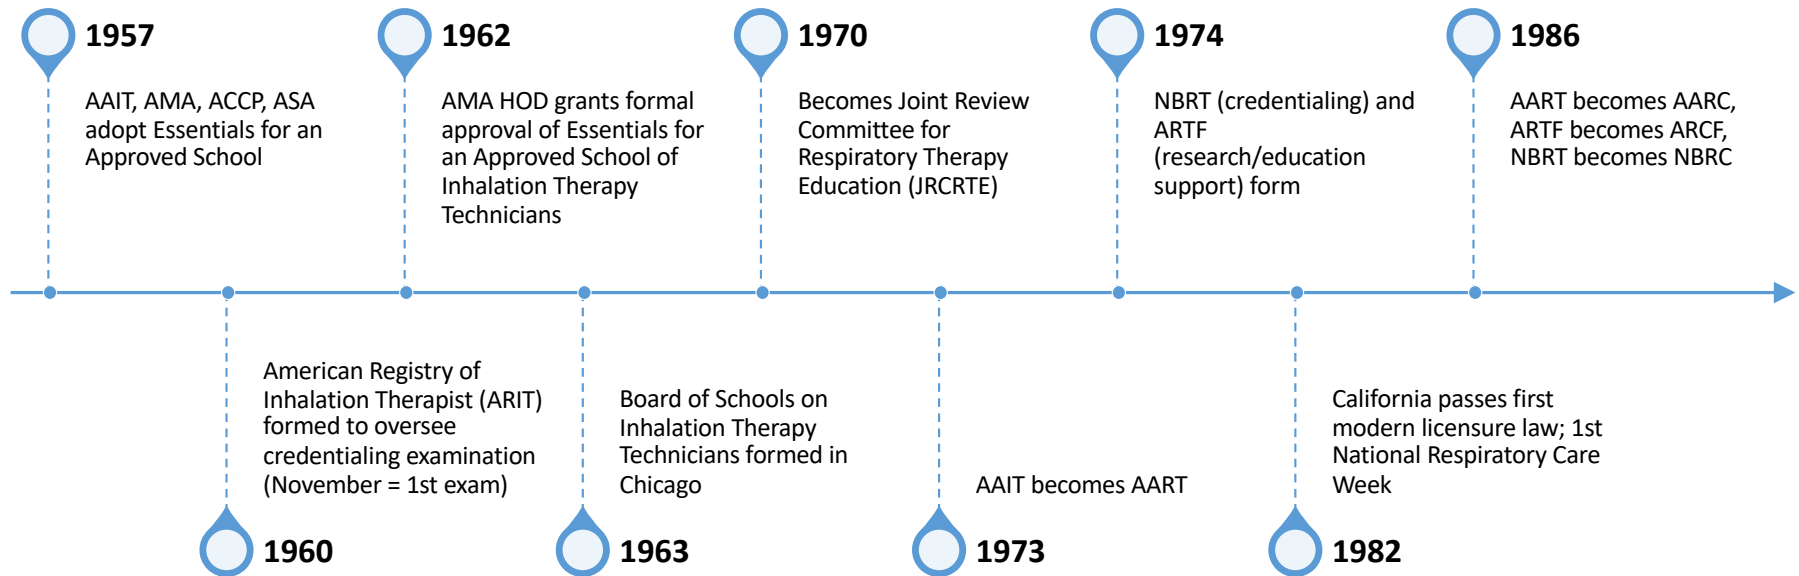 1957
AAIT, AMA, ACCP, ASA
adopt Essentials for an
Approved School
1960
American Registry of
Inhalation Therapist (ARIT)
formed to oversee
credentialing examination
(November = 1st exam)
1962
AMA HOD grants formal
approval of Essentials for
an Approved School of
Inhalation Therapy
Technicians
1963
Board of Schools on
Inhalation Therapy
Technicians formed in
Chicago
1970
Becomes Joint Review
Committee for
Respiratory Therapy
Education (JRCRTE)
1973
AAIT becomes AART
1974
NBRT (credentialing) and
ARTF
(research/education
support) form
1982
California passes first
modern licensure law; 1st
National Respiratory Care
Week
1986
AART becomes AARC,
ARTF becomes ARCF,
NBRT becomes NBRC